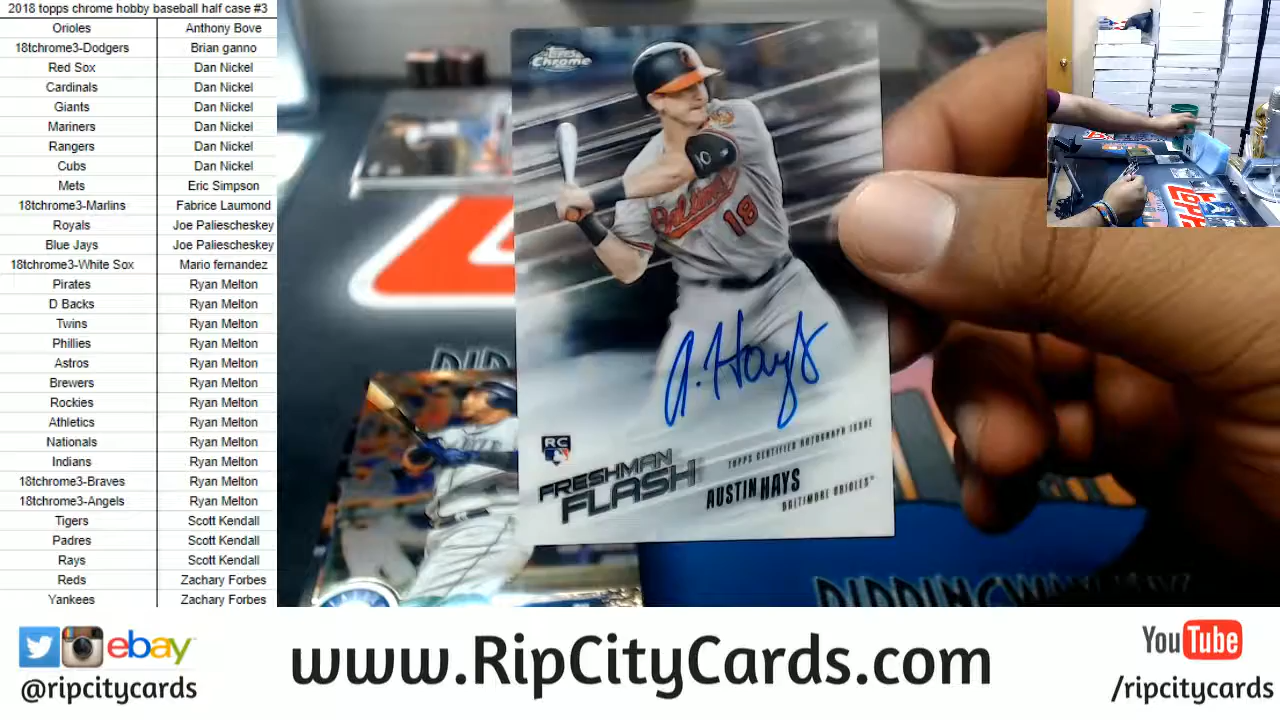 2018 topps chrome hobby baseball half case #3
Orioles Anthony Bove
18tchrome3-Dodgers Brian ganno
Red Sox Dan Nickel
Cardinals Dan Nickel
Giants Dan Nickel
Mariners Dan Nickel
Rangers Dan Nickel
Cubs Dan Nickel
Mets Eric Simpson
18tchrome3-Marlins Fabrice Laumond
Royals Joe Paliescheskey
Blue Jays Joe Paliescheskey
18tchrome3-White Sox Mario fernandez
Pirates Ryan Melton
D Backs Ryan Melton
Twins Ryan Melton
Phillies Ryan Melton
Astros Ryan Melton
Brewers Ryan Melton
Rockies Ryan Melton
Athletics Ryan Melton
Nationals Ryan Melton
Indians Ryan Melton
18tchrome3-Braves Ryan Melton
18tchrome3-Angels Ryan Melton
Tigers Scott Kendall
Padres Scott Kendall
Rays Scott Kendall
Reds Zachary Forbes
Yankees Zachary Forbes
Topps Chrome
10
Baltimore
18
A. Hays
RC
FRESHMAN
FLASH
TOPPS CERTIFIED AUTOGRAPH ISSUE
AUSTIN HAYS
BALTIMORE ORIOLES
ebay
@ripcitycards
www.RipCityCards.com
YouTube
/ripcitycards